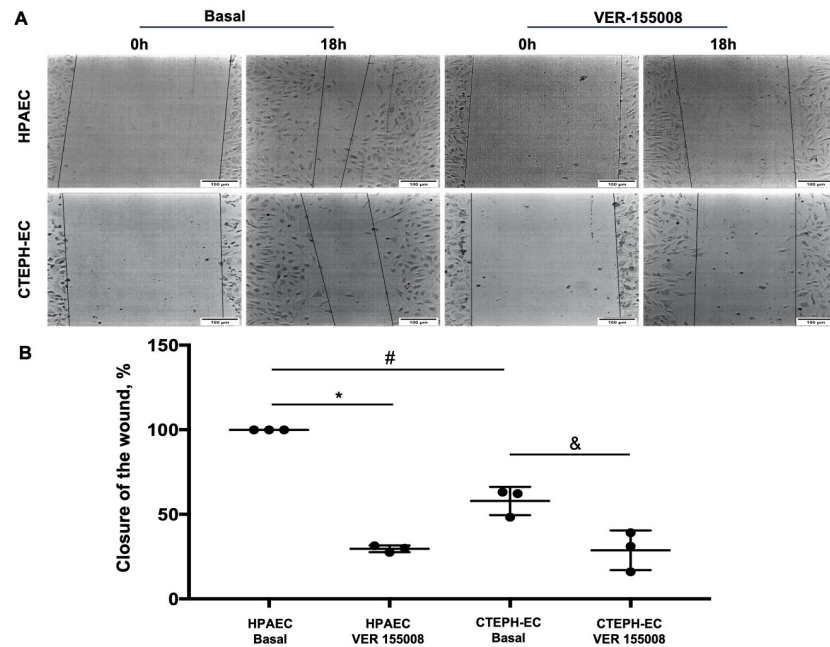 A
Basal
VER-155008
0h
18h
0h
18h
HPAEC
100 µm
100 µm
100 µm
100 µm
CTEPH-EC
100 µm
100 µm
100 µm
100 µm
B
Closure of the wound, %
150
100
50
0
#
*
&
HPAEC
Basal
HPAEC
VER 155008
CTEPH-EC
Basal
CTEPH-EC
VER 155008